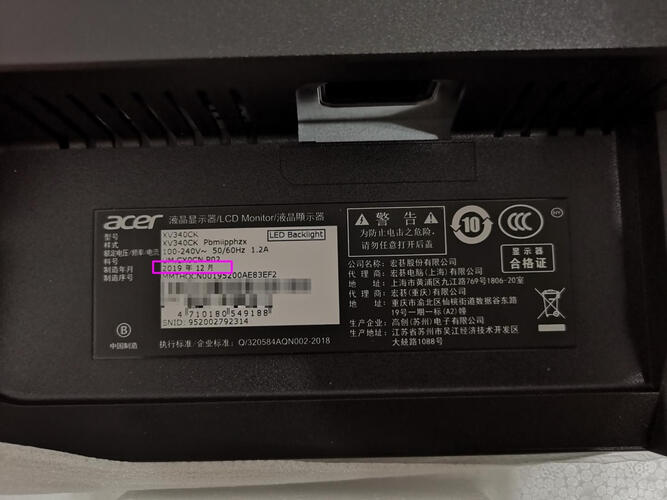 acer 液晶显示器/LCD Monitor/液晶顯示器
型号 XV340CK
样式 XV340CK Pbmiipphzx
LED Backlight
额定电压/频率/电流 100-240V~ 50/60Hz 1.2A
料号 UM.CX0CN.P02
制造年月 2019 年 12 月
制造序号 MMTHQCN00195200AE83EF2
4 710180 549188
SNID: 952002792314
B
中国制造
执行标准/企业标准: Q/320584AQN002-2018
警 告
为防止电击之危险,
请勿任意打开后盖。
10
CCC
NY
显示器
合格证
公司名称: 宏碁股份有限公司
代 理 商: 宏碁电脑(上海)有限公司
地 址: 上海市黄浦区九江路769号1806-20室
代 理 商: 宏碁(重庆)有限公司
地 址: 重庆市渝北区仙桃街道数据谷东路
19号一期一标(A2)幢
生产企业: 高创(苏州)电子有限公司
生产地址: 江苏省苏州市吴江经济技术开发区
大兢路1088号